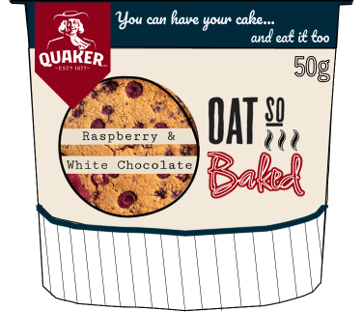 You can have your cake...
and eat it too
QUAKER
EST 1877
50g
OAT SO
Baked
Raspberry &
White Chocolate